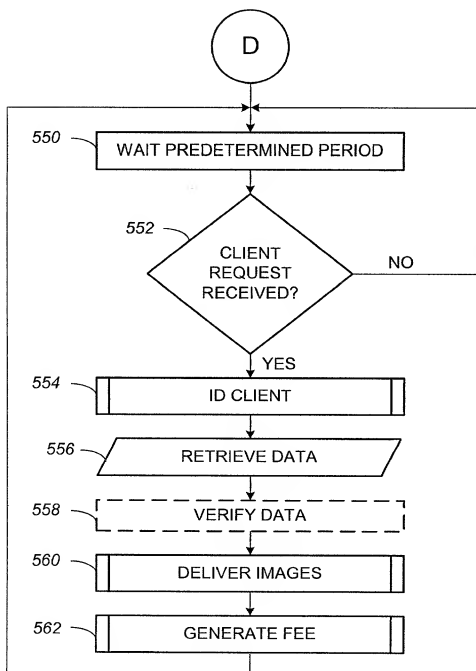 D
550
WAIT PREDETERMINED PERIOD
552
CLIENT
REQUEST
RECEIVED?
NO
YES
554
ID CLIENT
556
RETRIEVE DATA
558
VERIFY DATA
560
DELIVER IMAGES
562
GENERATE FEE